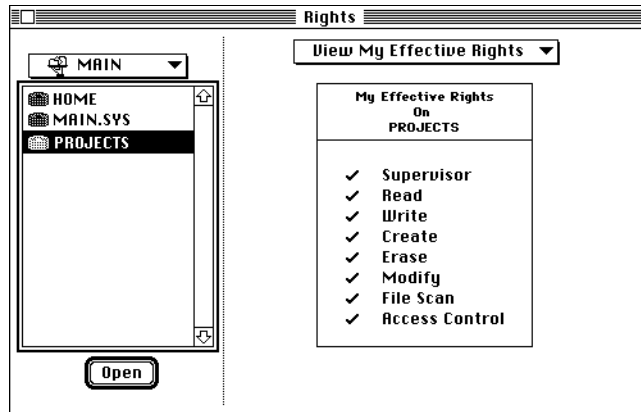 Rights
MAIN
HOME
MAIN.SYS
PROJECTS
Open
View My Effective Rights
My Effective Rights
On
PROJECTS
Supervisor
Read
Write
Create
Erase
Modify
File Scan
Access Control